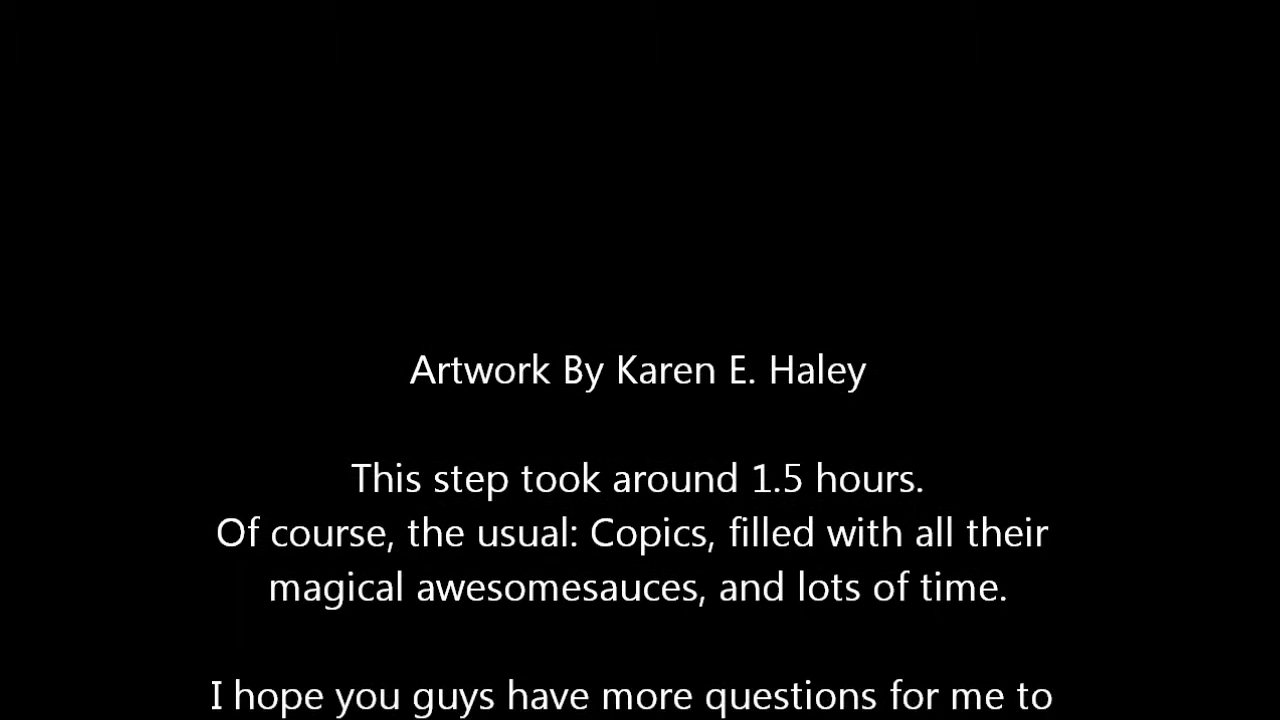 Artwork By Karen E. Haley
This step took around 1.5 hours.
Of course, the usual: Copics, filled with all their
magical awesomesauces, and lots of time.
I hope you guys have more questions for me to